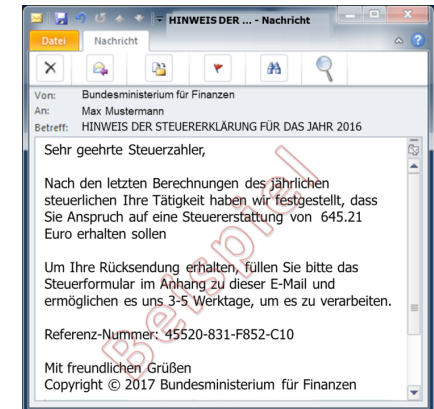 HINWEIS DER ... - Nachricht
Datei Nachricht
Von: Bundesministerium für Finanzen
An: Max Mustermann
Betreff: HINWEIS DER STEUERERKLÄRUNG FÜR DAS JAHR 2016
Sehr geehrte Steuerzahler,
Nach den letzten Berechnungen des jährlichen
steuerlichen Ihre Tätigkeit haben wir festgestellt, dass
Sie Anspruch auf eine Steuererstattung von 645.21
Euro erhalten sollen
Um Ihre Rücksendung erhalten, füllen Sie bitte das
Steuerformular im Anhang zu dieser E-Mail und
ermöglichen es uns 3-5 Werktage, um es zu verarbeiten.
Referenz-Nummer: 45520-831-F852-C10
Mit freundlichen Grüßen
Copyright © 2017 Bundesministerium für Finanzen
Beispiel